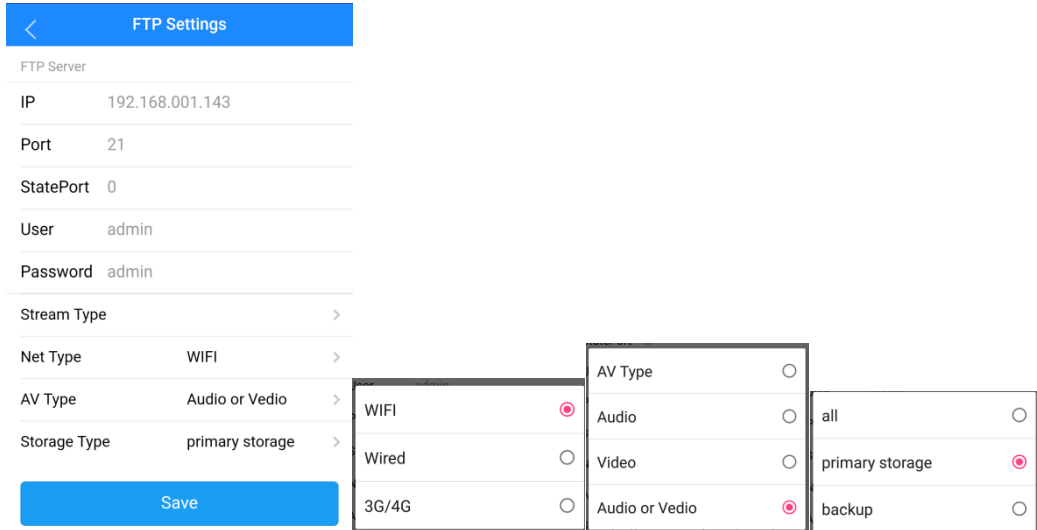 FTP Settings
FTP Server
IP 192.168.001.143
Port 21
StatePort 0
User admin
Password admin
Stream Type
Net Type WIFI
AV Type Audio or Vedio
Storage Type primary storage
Save
WIFI
Wired
3G/4G
AV Type
Audio
Video
Audio or Vedio
all
primary storage
backup